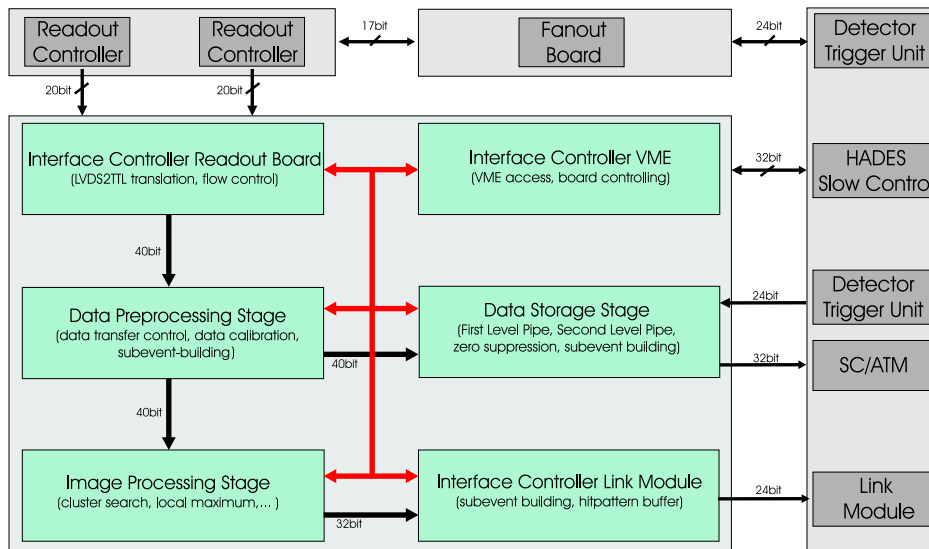 Readout
Controller
Readout
Controller
17bit
Fanout
Board
24bit
Detector
Trigger Unit
20bit
20bit
Interface Controller Readout Board
(LVDS2TTL translation, flow control)
Interface Controller VME
(VME access, board controlling)
32bit
HADES
Slow Control
40bit
Data Preprocessing Stage
(data transfer control, data calibration,
subevent-building)
40bit
Data Storage Stage
(First Level Pipe, Second Level Pipe,
zero suppression, subevent building)
24bit
Detector
Trigger Unit
32bit
SC/ATM
40bit
Image Processing Stage
(cluster search, local maximum,... )
32bit
Interface Controller Link Module
(subevent building, hitpattern buffer)
24bit
Link
Module